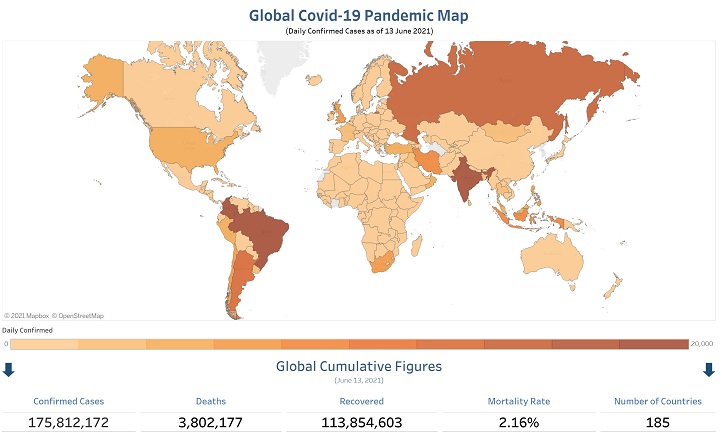 Global Covid-19 Pandemic Map
(Daily Confirmed Cases as of 13 June 2021)
© 2021 Mapbox © OpenStreetMap
Daily Confirmed
0 20,000
Global Cumulative Figures
(June 13, 2021)
Confirmed Cases Deaths Recovered Mortality Rate Number of Countries
175,812,172 3,802,177 113,854,603 2.16% 185